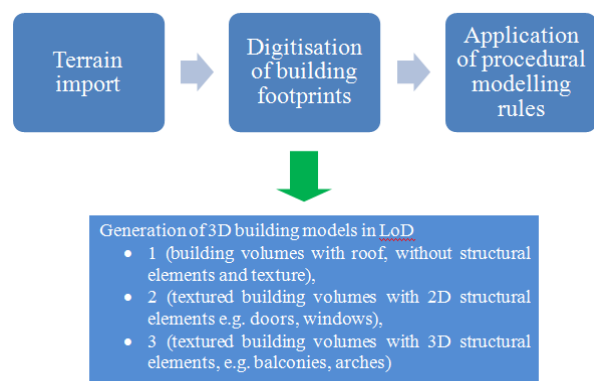 Terrain
import
Digitisation
of building
footprints
Application
of procedural
modelling
rules
Generation of 3D building models in LoD
• 1 (building volumes with roof, without structural
elements and texture),
• 2 (textured building volumes with 2D structural
elements e.g. doors, windows),
• 3 (textured building volumes with 3D structural
elements, e.g. balconies, arches)